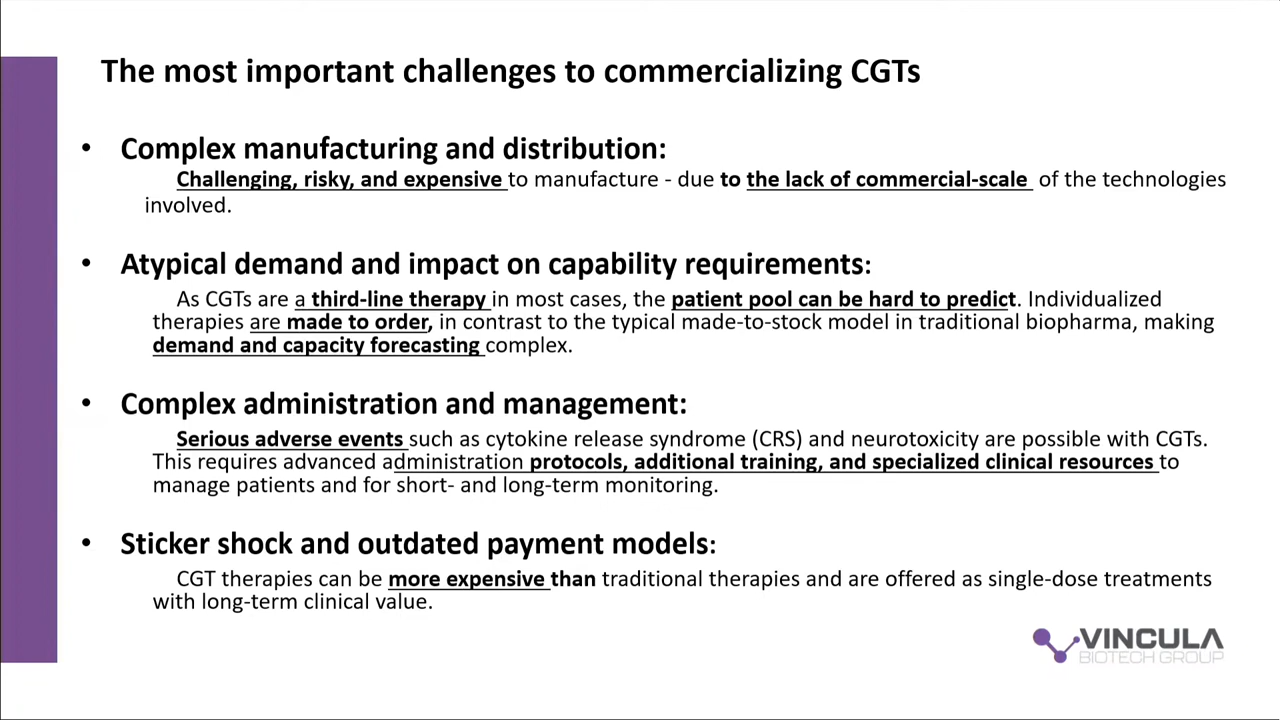 The most important challenges to commercializing CGTs
• Complex manufacturing and distribution:
Challenging, risky, and expensive to manufacture - due to the lack of commercial-scale of the technologies
involved.
• Atypical demand and impact on capability requirements:
As CGTs are a third-line therapy in most cases, the patient pool can be hard to predict. Individualized
therapies are made to order, in contrast to the typical made-to-stock model in traditional biopharma, making
demand and capacity forecasting complex.
• Complex administration and management:
Serious adverse events such as cytokine release syndrome (CRS) and neurotoxicity are possible with CGTs.
This requires advanced administration protocols, additional training, and specialized clinical resources to
manage patients and for short- and long-term monitoring.
• Sticker shock and outdated payment models:
CGT therapies can be more expensive than traditional therapies and are offered as single-dose treatments
with long-term clinical value.
VINCULA
BIOTECH GROUP